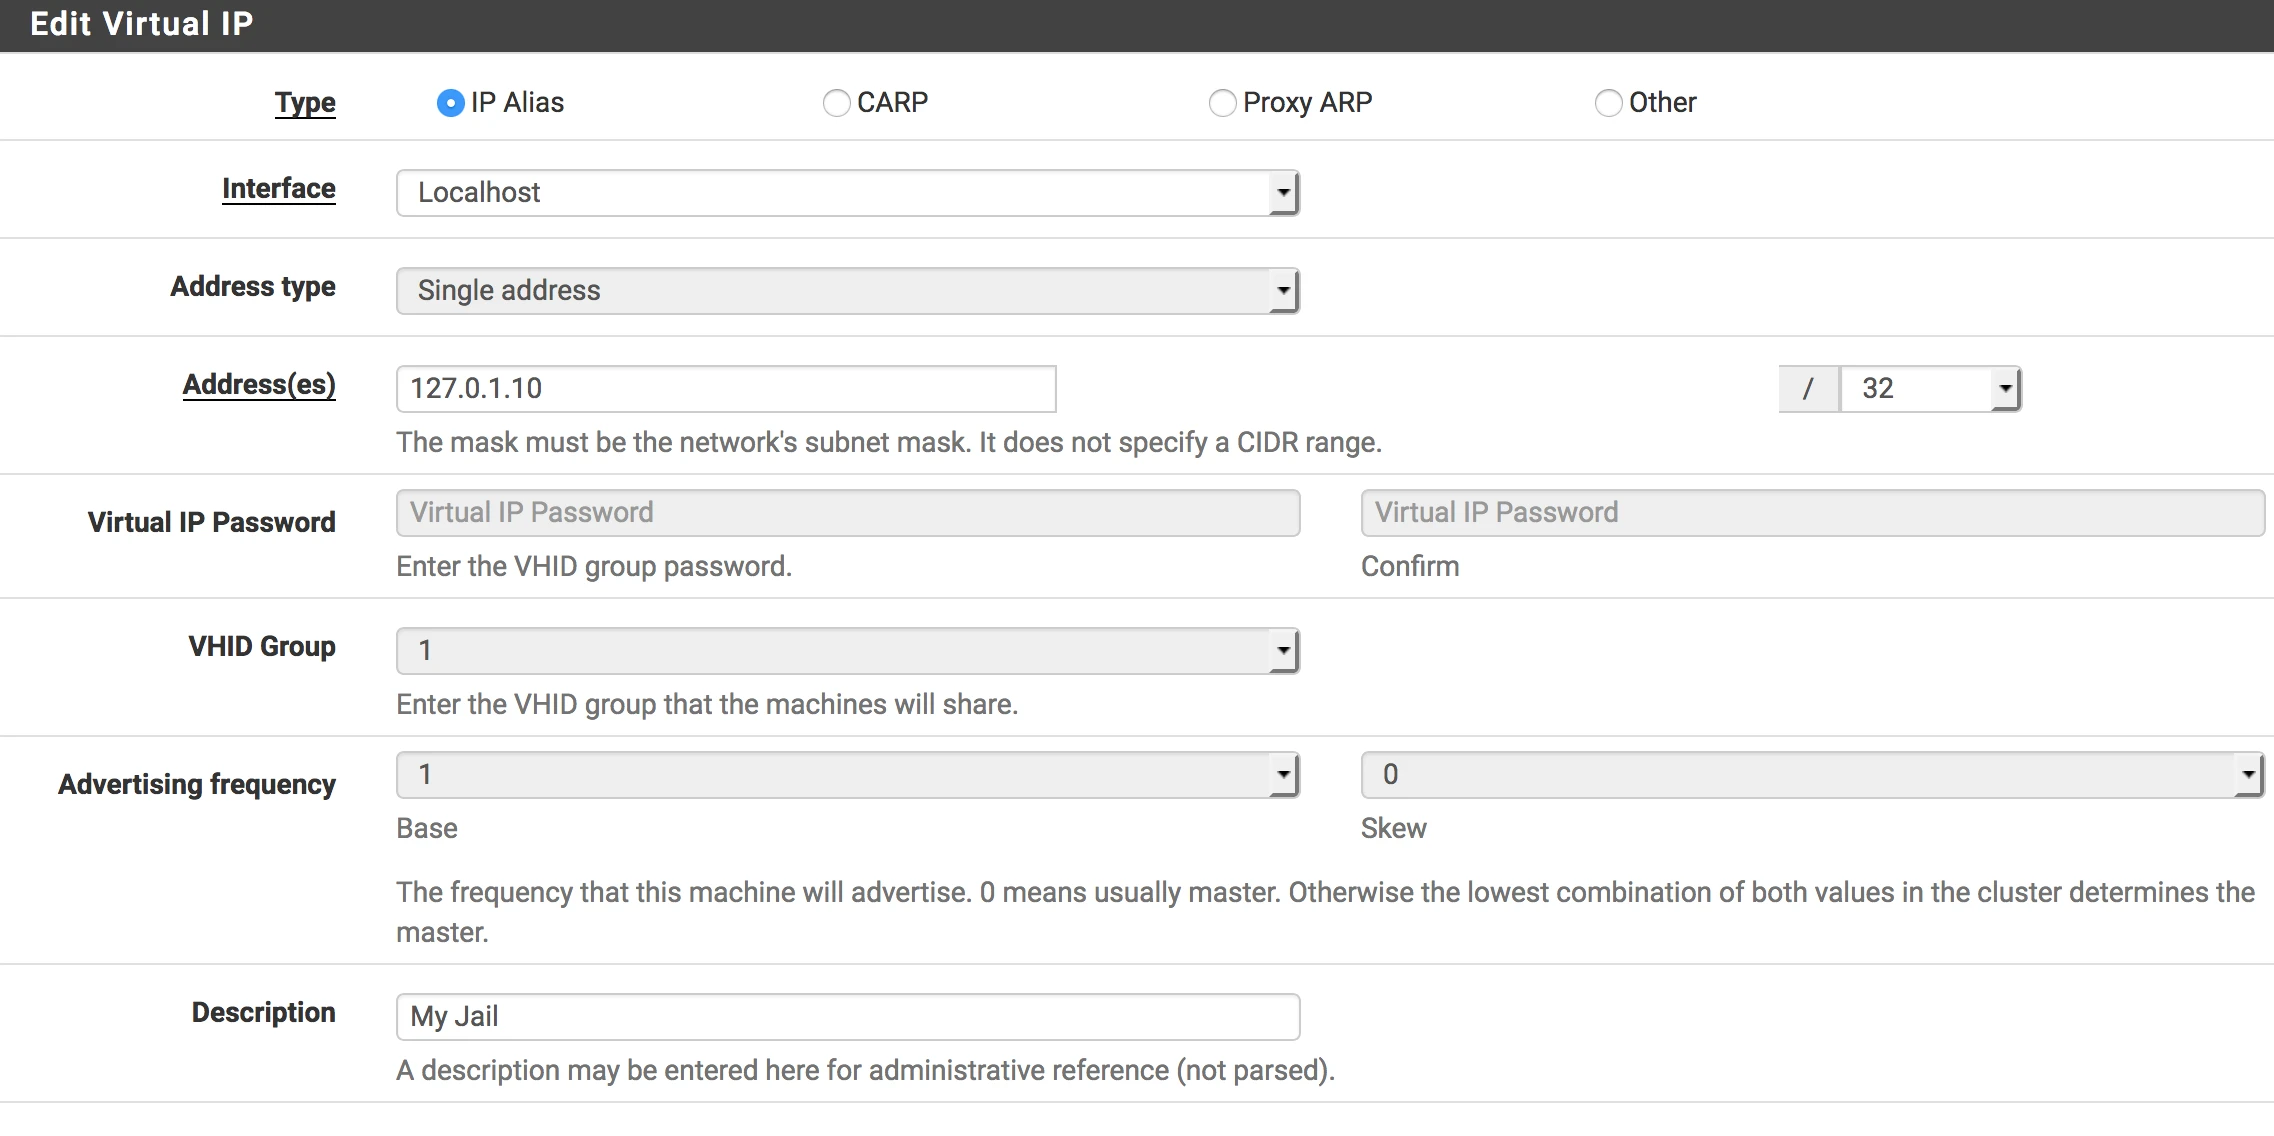 Edit Virtual IP
Type IP Alias CARP Proxy ARP Other
Interface Localhost
Address type Single address
Address(es) 127.0.1.10 / 32
The mask must be the network's subnet mask. It does not specify a CIDR range.
Virtual IP Password Virtual IP Password Virtual IP Password
Enter the VHID group password. Confirm
VHID Group 1
Enter the VHID group that the machines will share.
Advertising frequency 1 0
Base Skew
The frequency that this machine will advertise. 0 means usually master. Otherwise the lowest combination of both values in the cluster determines the
master.
Description My Jail
A description may be entered here for administrative reference (not parsed).